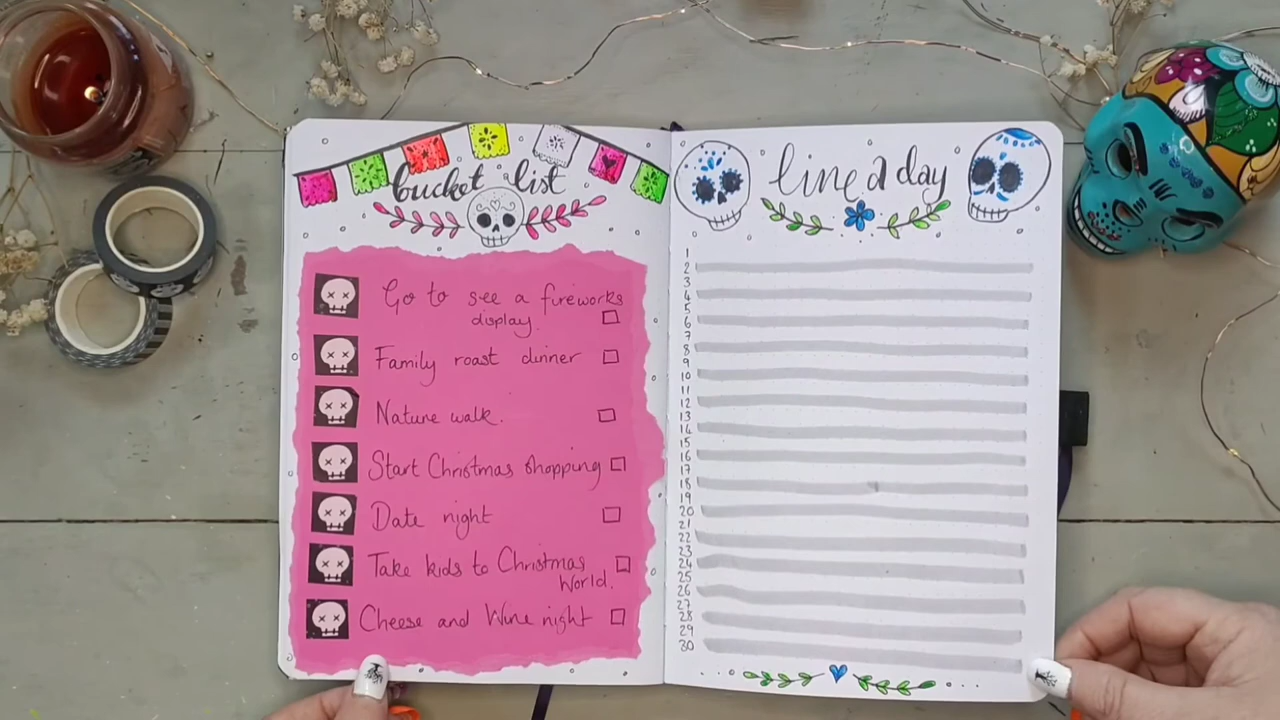 bucket list
Go to see a fireworks
display.
Family roast dinner
Nature walk.
Start Christmas shopping
Date night
Take kids to Christmas
World.
Cheese and Wine night
line a day
1
2
3
4
5
6
7
8
9
10
11
12
13
14
15
16
17
18
19
20
21
22
23
24
25
26
27
28
29
30